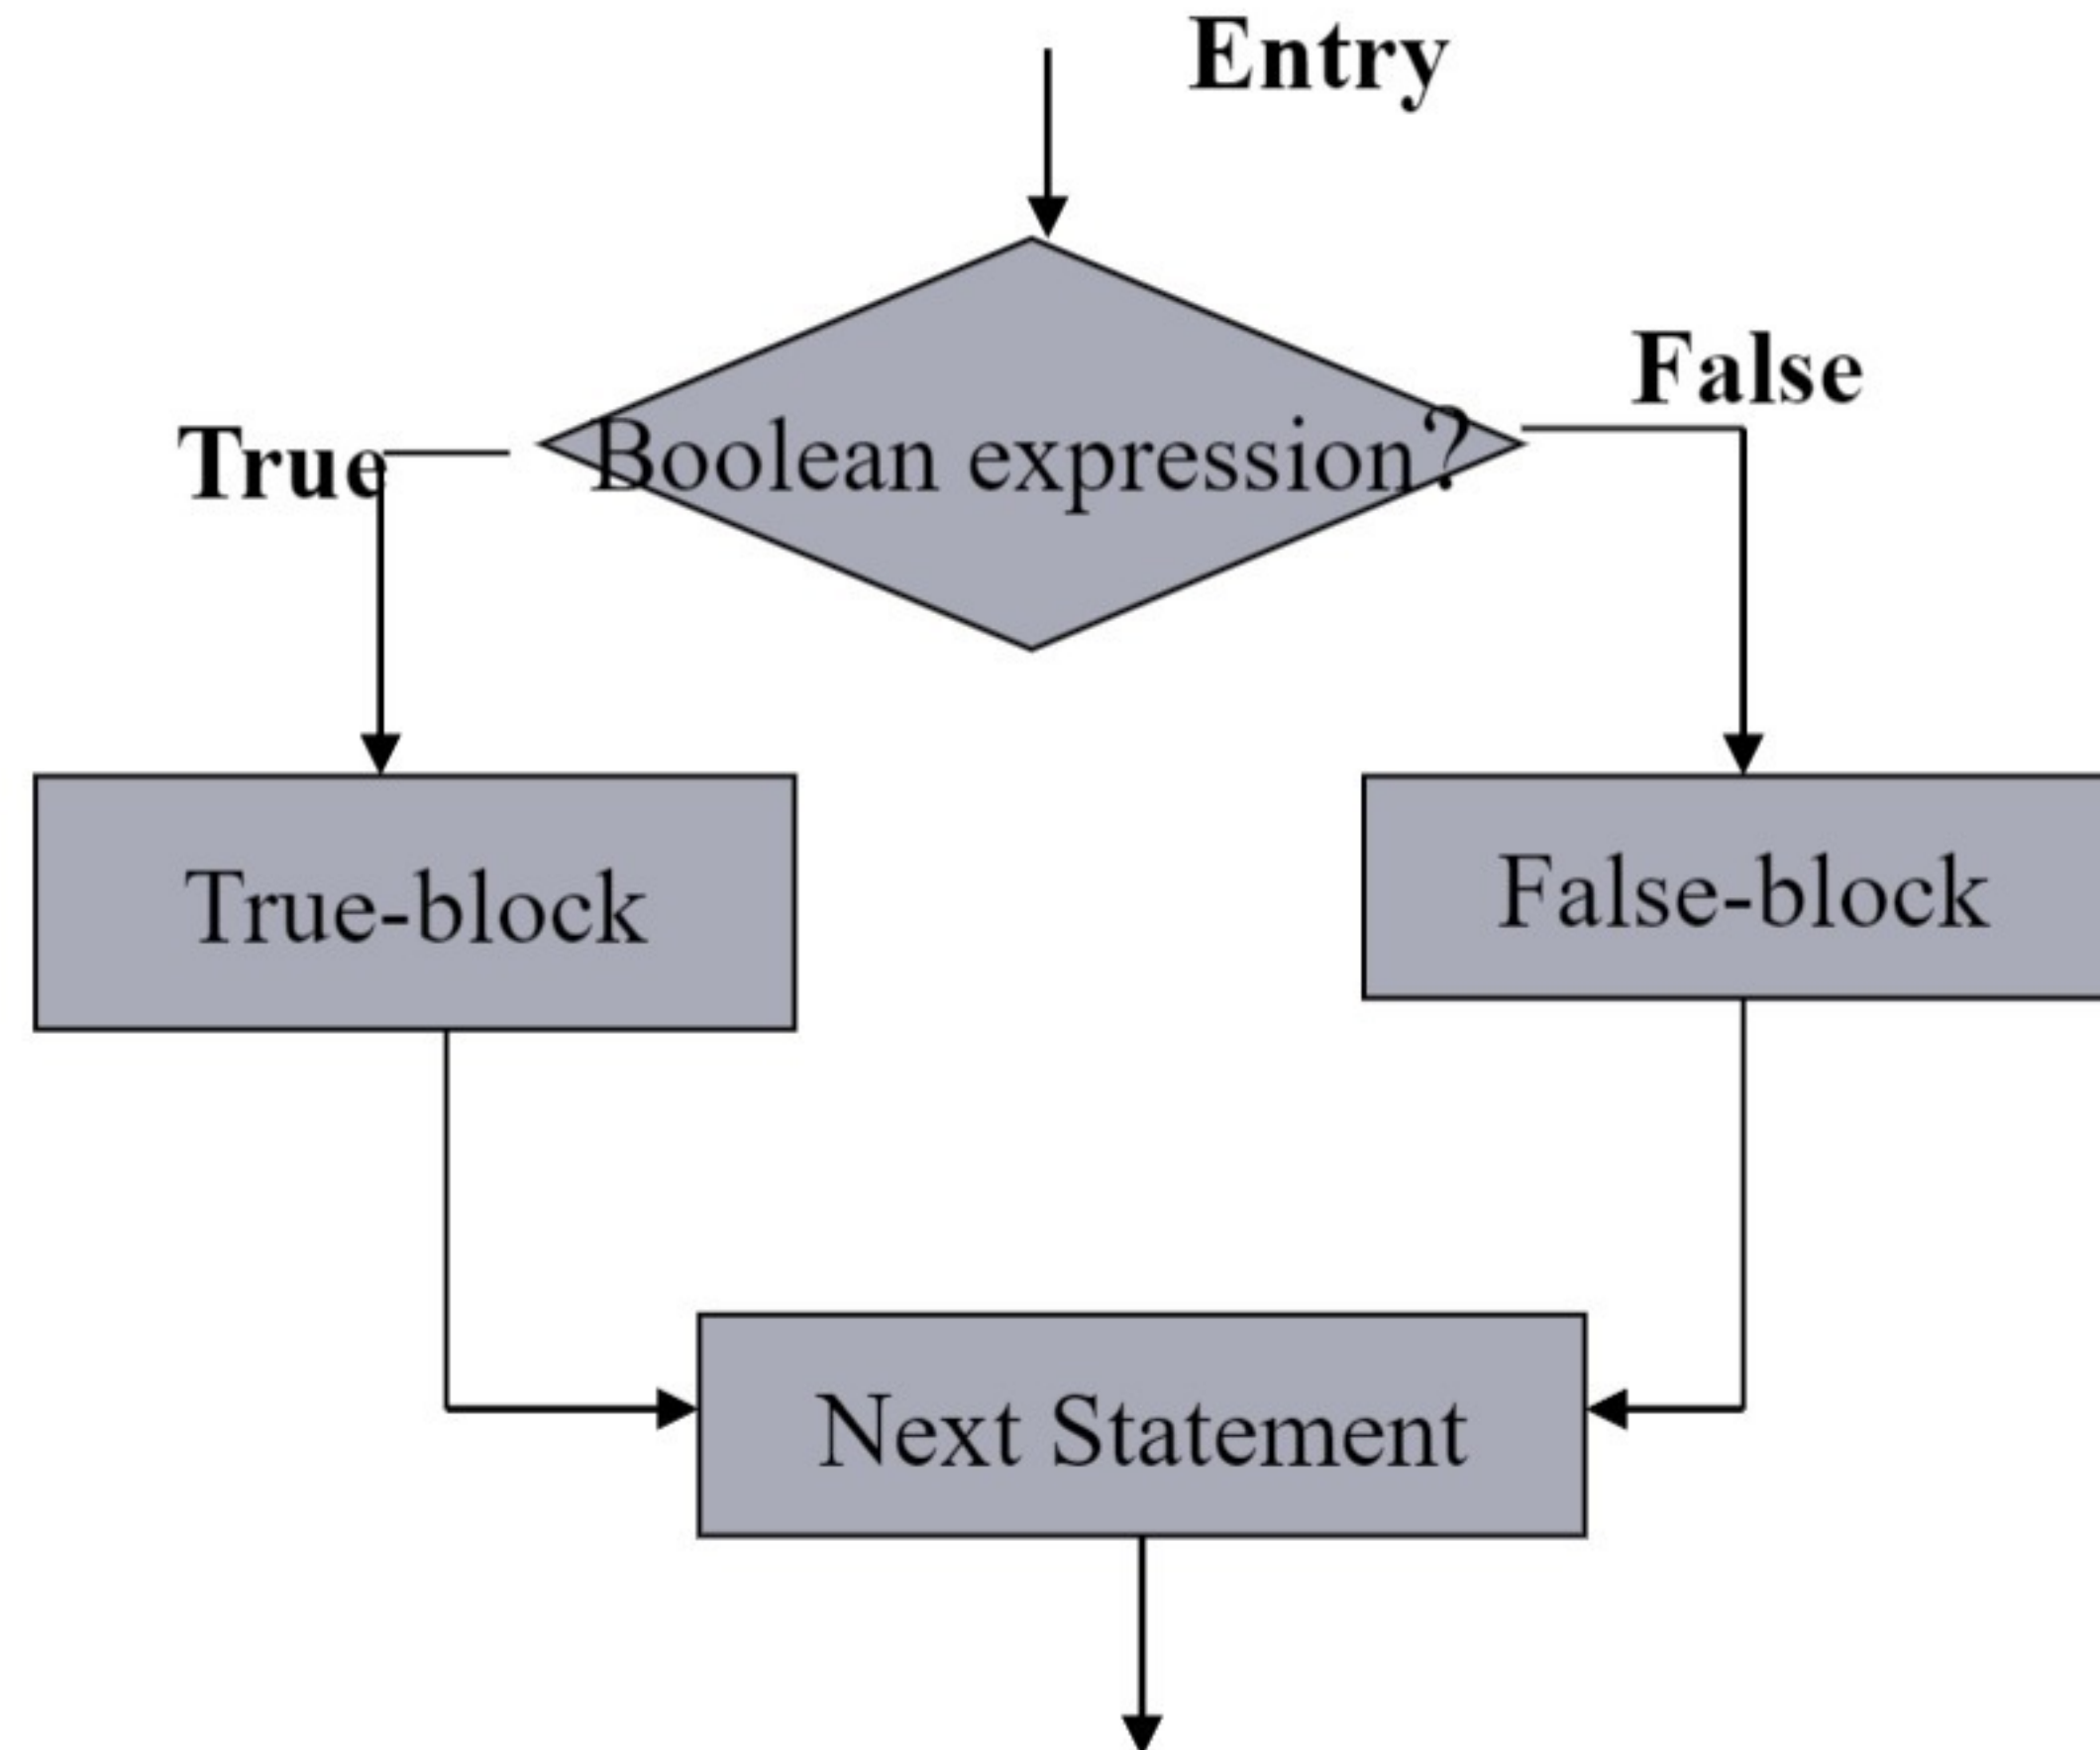 Entry
False
True
Boolean expression?
True-block
False-block
Next Statement